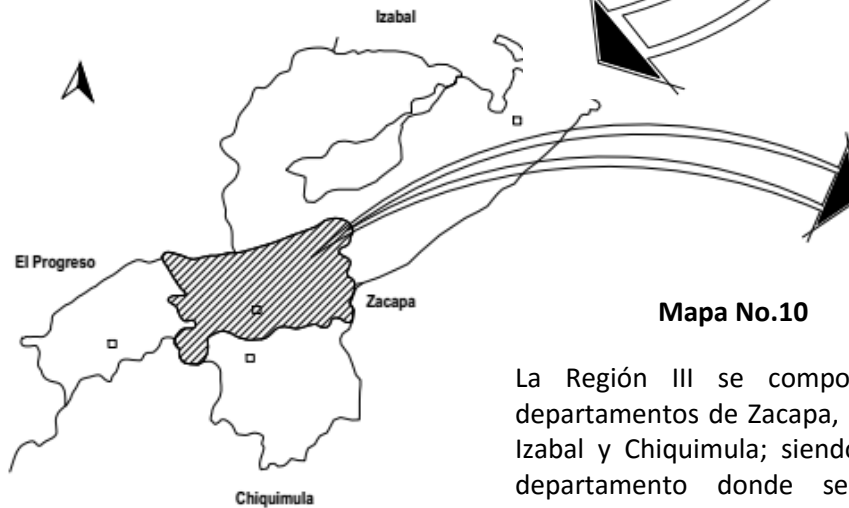 Izabal
El Progreso
Zacapa
Mapa No.10
La Región III se compo
departamentos de Zacapa,
Izabal y Chiquimula; siendo
departamento donde se
Chiquimula